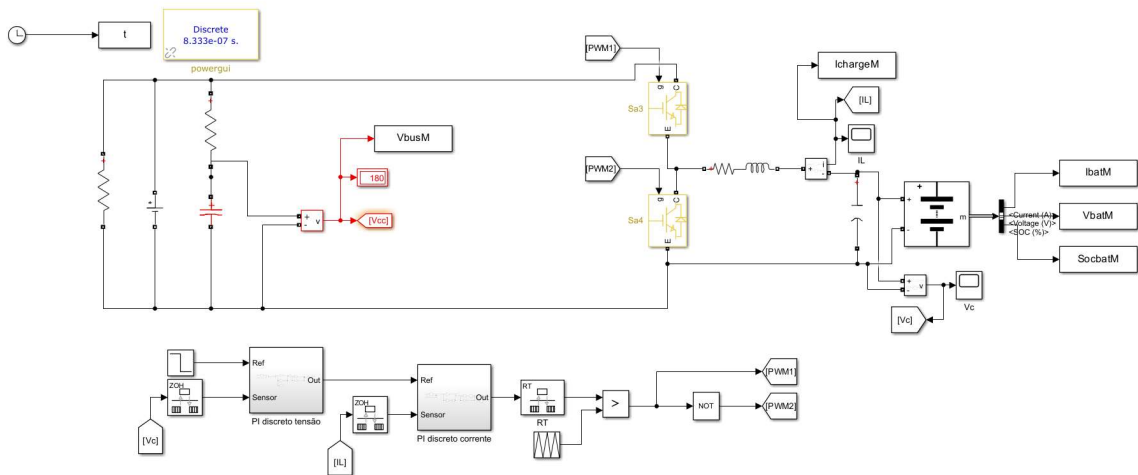 t
Discrete
8.333e-07 s.
powergui
[PWM1]
g
C
Sa3
E
IchargeM
[IL]
IL
VbusM
180
[Vcc]
+
-
v
[PWM2]
g
C
Sa4
E
+
-
i
+
-
m
<Current (A)>
<Voltage (V)>
<SOC (%)>
IbatM
VbatM
SocbatM
+
-
v
Vc
[Vc]
ZOH
[Vc]
Ref
Sensor
Out
PI discreto tensão
ZOH
[IL]
Ref
Sensor
Out
PI discreto corrente
RT
RT
>
NOT
[PWM1]
[PWM2]